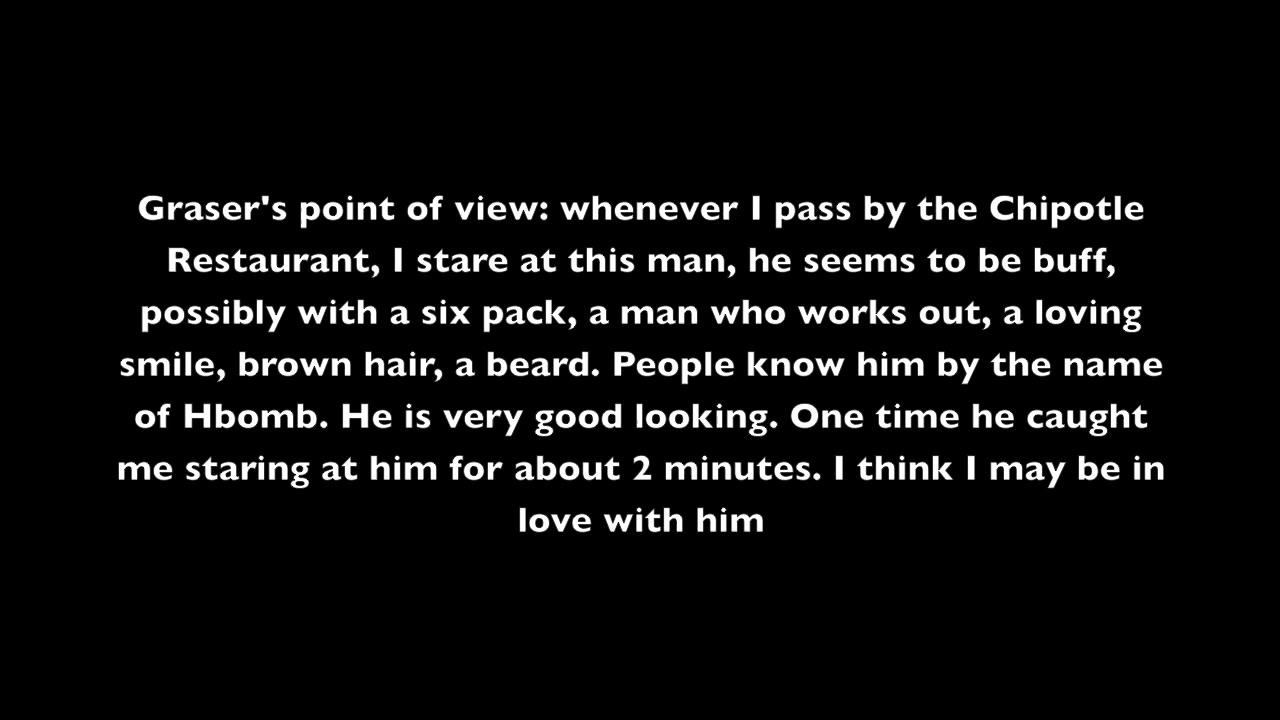 Graser's point of view: whenever I pass by the Chipotle
Restaurant, I stare at this man, he seems to be buff,
possibly with a six pack, a man who works out, a loving
smile, brown hair, a beard. People know him by the name
of Hbomb. He is very good looking. One time he caught
me staring at him for about 2 minutes. I think I may be in
love with him